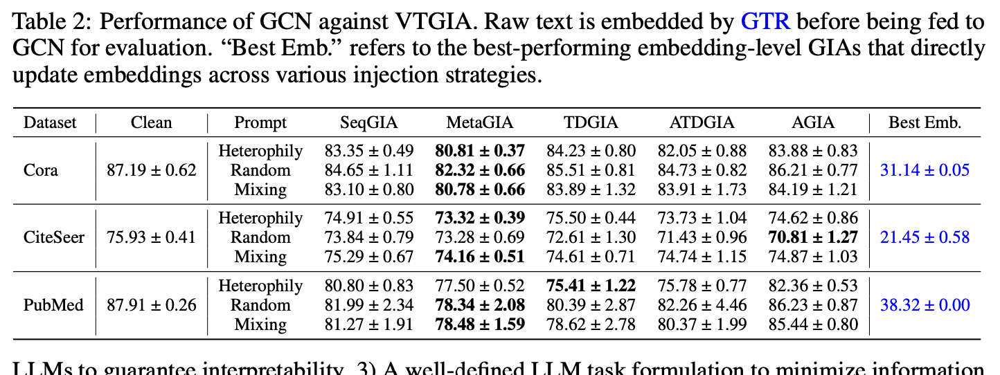 Table 2: Performance of GCN against VTGIA. Raw text is embedded by GTR before being fed to
GCN for evaluation. “Best Emb.” refers to the best-performing embedding-level GIAs that directly
update embeddings across various injection strategies.
Dataset Clean Prompt SeqGIA MetaGIA TDGIA ATDGIA AGIA Best Emb.
Heterophily 83.35 ± 0.49 80.81 ± 0.37 84.23 ± 0.80 82.05 ± 0.88 83.88 ± 0.83
Cora 87.19 ± 0.62 Random 84.65 ± 1.11 82.32 ± 0.66 85.51 ± 0.81 84.73 ± 0.82 86.21 ± 0.77 31.14 ± 0.05
Mixing 83.10 ± 0.80 80.78 ± 0.66 83.89 ± 1.32 83.91 ± 1.73 84.19 ± 1.21
Heterophily 74.91 ± 0.55 73.32 ± 0.39 75.50 ± 0.44 73.73 ± 1.04 74.62 ± 0.86
CiteSeer 75.93 ± 0.41 Random 73.84 ± 0.79 73.28 ± 0.69 72.61 ± 1.30 71.43 ± 0.96 70.81 ± 1.27 21.45 ± 0.58
Mixing 75.29 ± 0.67 74.16 ± 0.51 74.61 ± 0.71 74.74 ± 1.15 74.87 ± 1.03
Heterophily 80.80 ± 0.83 77.50 ± 0.52 75.41 ± 1.22 75.78 ± 0.77 82.36 ± 0.53
PubMed 87.91 ± 0.26 Random 81.99 ± 2.34 78.34 ± 2.08 80.39 ± 2.87 82.26 ± 4.46 86.23 ± 0.87 38.32 ± 0.00
Mixing 81.27 ± 1.91 78.48 ± 1.59 78.62 ± 2.78 80.37 ± 1.99 85.44 ± 0.80
LLMs to guarantee interpretability. 3) A well-defined LLM task formulation to minimize information